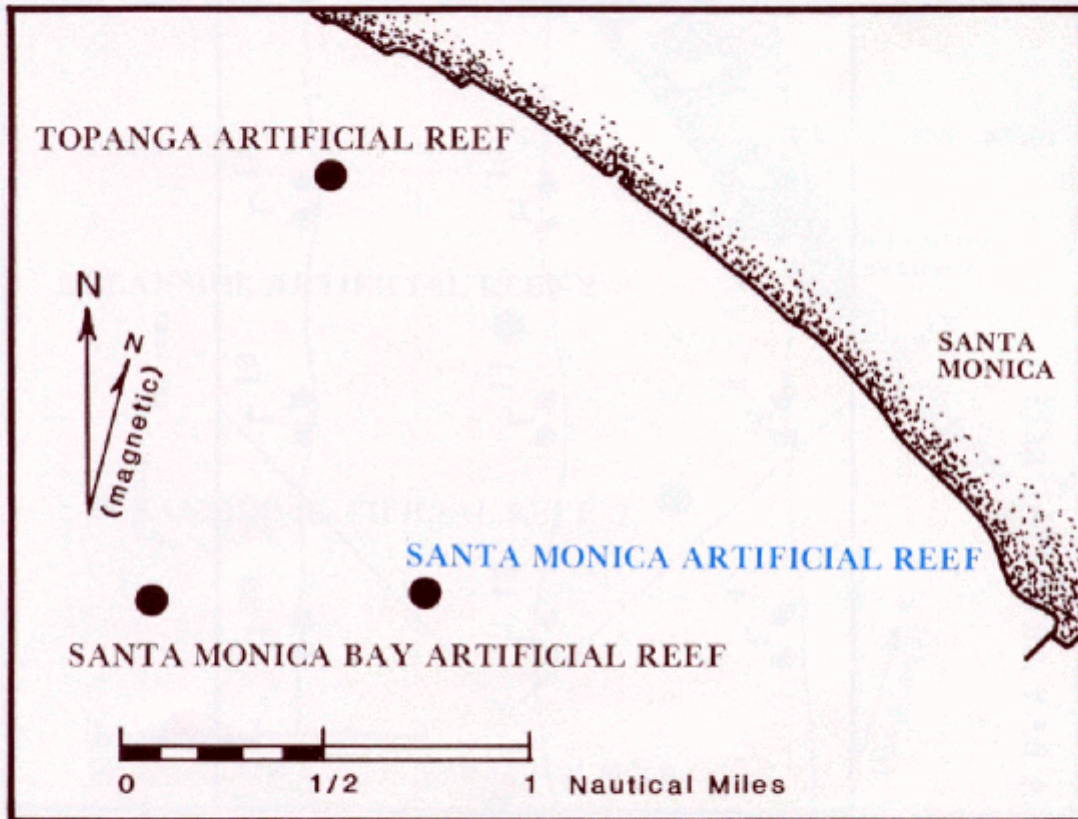 TOPANGA ARTIFICIAL REEF
N
N
(magnetic)
SANTA
MONICA
SANTA MONICA ARTIFICIAL REEF
SANTA MONICA BAY ARTIFICIAL REEF
0 1/2 1 Nautical Miles